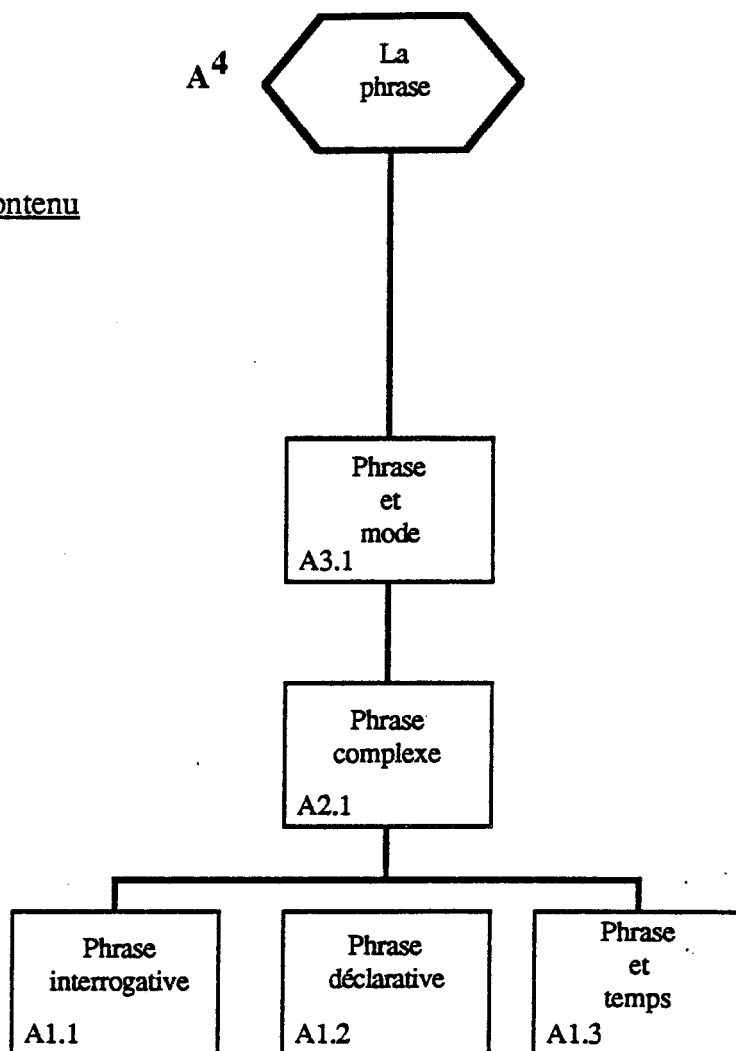 A⁴
La
phrase
ontenu
Phrase
et
mode
A3.1
Phrase
complexe
A2.1
Phrase
interrogative
A1.1
Phrase
déclarative
A1.2
Phrase
et
temps
A1.3